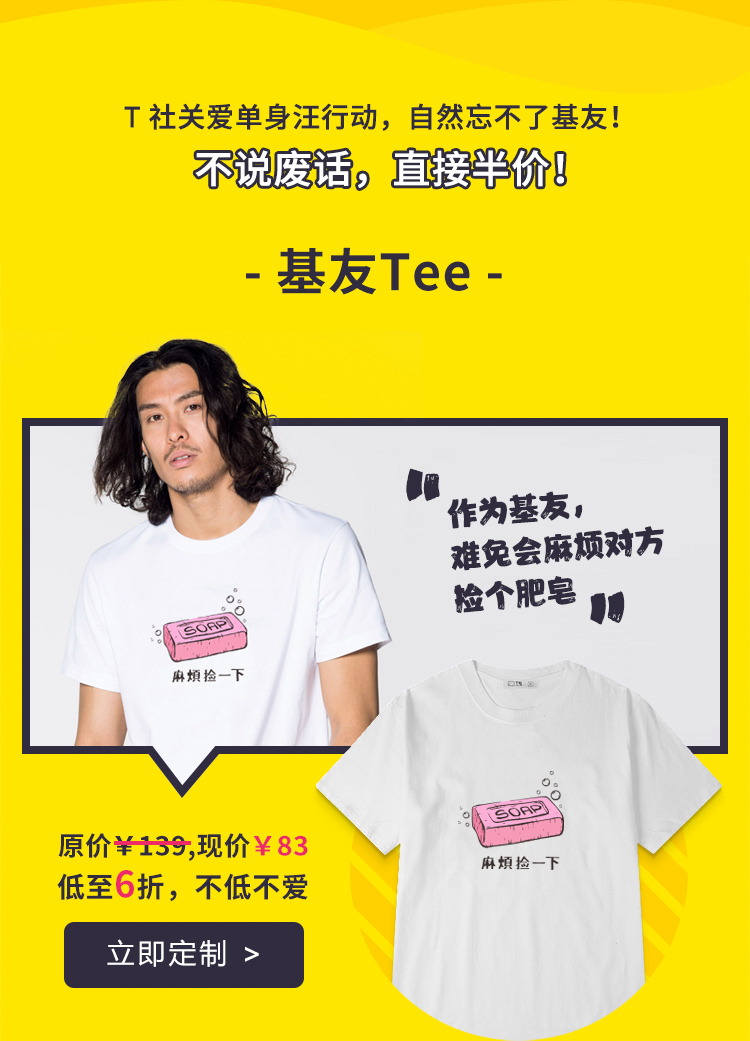 T 社关爱单身汪行动，自然忘不了基友！
不说废话，直接半价！
- 基友Tee -
作为基友，
难免会麻烦对方
捡个肥皂
SOAP
麻煩捡一下
SOAP
麻煩捡一下
原价￥139,现价￥83
低至6折，不低不爱
立即定制 >